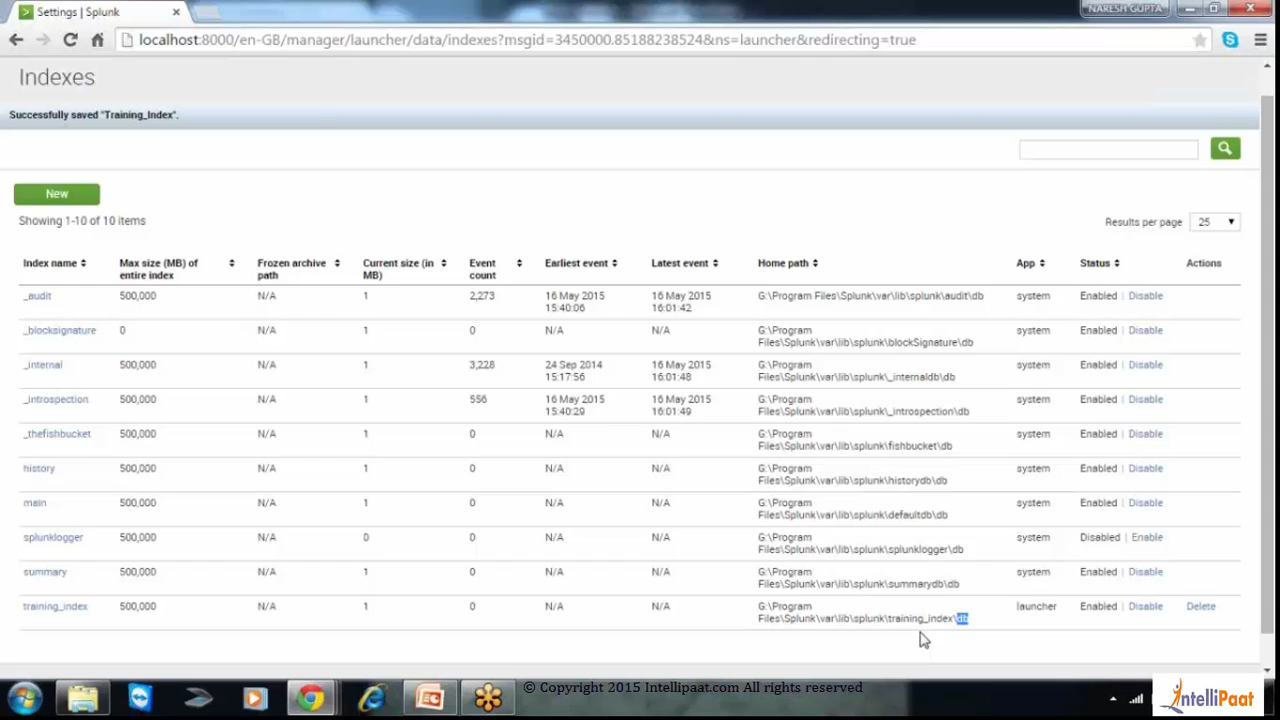 Settings | Splunk
NARESH GUPTA
localhost:8000/en-GB/manager/launcher/data/indexes?msgid=3450000.85188238524&ns=launcher&redirecting=true
Indexes
Successfully saved "Training_Index".
New
Showing 1-10 of 10 items
Results per page 25
Index name Max size (MB) of entire index Frozen archive path Current size (in MB) Event count Earliest event Latest event Home path App Status Actions
_audit 500,000 N/A 1 2,273 16 May 2015 15:40:06 16 May 2015 16:01:42 G:\Program Files\Splunk\var\lib\splunk\audit\db system Enabled | Disable
_blocksignature 0 N/A 1 0 N/A N/A G:\Program Files\Splunk\var\lib\splunk\blockSignature\db system Enabled | Disable
_internal 500,000 N/A 1 3,228 24 Sep 2014 15:17:56 16 May 2015 16:01:48 G:\Program Files\Splunk\var\lib\splunk\_internaldb\db system Enabled | Disable
_introspection 500,000 N/A 1 556 16 May 2015 15:40:29 16 May 2015 16:01:49 G:\Program Files\Splunk\var\lib\splunk\_introspection\db system Enabled | Disable
_thefishbucket 500,000 N/A 1 0 N/A N/A G:\Program Files\Splunk\var\lib\splunk\fishbucket\db system Enabled | Disable
history 500,000 N/A 1 0 N/A N/A G:\Program Files\Splunk\var\lib\splunk\historydb\db system Enabled | Disable
main 500,000 N/A 1 0 N/A N/A G:\Program Files\Splunk\var\lib\splunk\defaultdb\db system Enabled | Disable
splunklogger 500,000 N/A 0 0 N/A N/A G:\Program Files\Splunk\var\lib\splunk\splunklogger\db system Disabled | Enable
summary 500,000 N/A 1 0 N/A N/A G:\Program Files\Splunk\var\lib\splunk\summarydb\db system Enabled | Disable
training_index 500,000 N/A 1 0 N/A N/A G:\Program Files\Splunk\var\lib\splunk\training_index\db launcher Enabled | Disable Delete
© Copyright 2015 Intellipaat.com All rights reserved
IntelliPaat